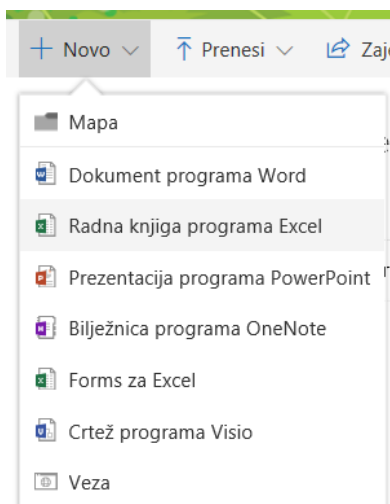 Novo Prenesi
Mapa
Dokument programa Word
Radna knjiga programa Excel
Prezentacija programa PowerPoint
Bilježnica programa OneNote
Forms za Excel
Crtež programa Visio
Veza